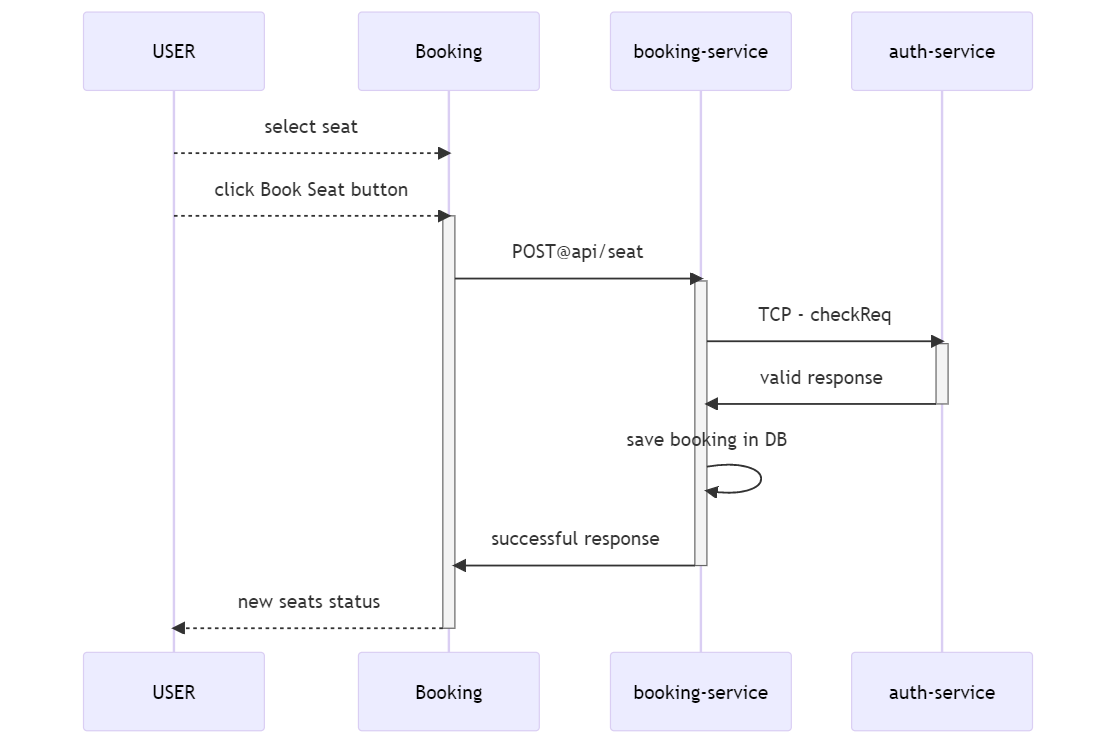 USER
Booking
booking-service
auth-service
select seat
click Book Seat button
POST@api/seat
TCP - checkReq
valid response
save booking in DB
successful response
new seats status
USER
Booking
booking-service
auth-service